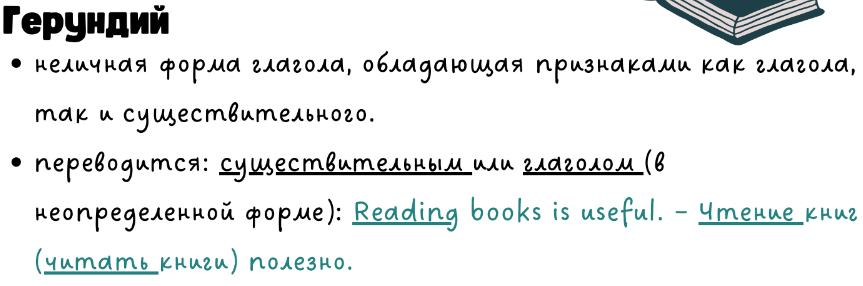 Герундий
• неличная форма глагола, обладающая признаками как глагола,
так и существительного.
• переводится: существительным или глаголом (в
неопределенной форме): Reading books is useful. – Чтение книг
(читать книги) полезно.